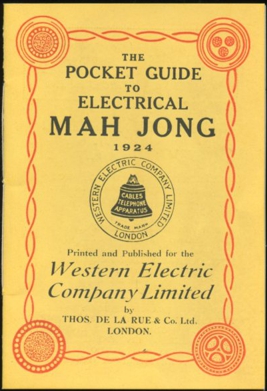 THE
POCKET GUIDE
TO
ELECTRICAL
MAH JONG
1924
WESTERN ELECTRIC COMPANY LIMITED
CABLES
TELEPHONE
APPARATUS
TRADE MARK
LONDON
Printed and Published for the
Western Electric
Company Limited
by
THOS. DE LA RUE & Co. Ltd.
LONDON.